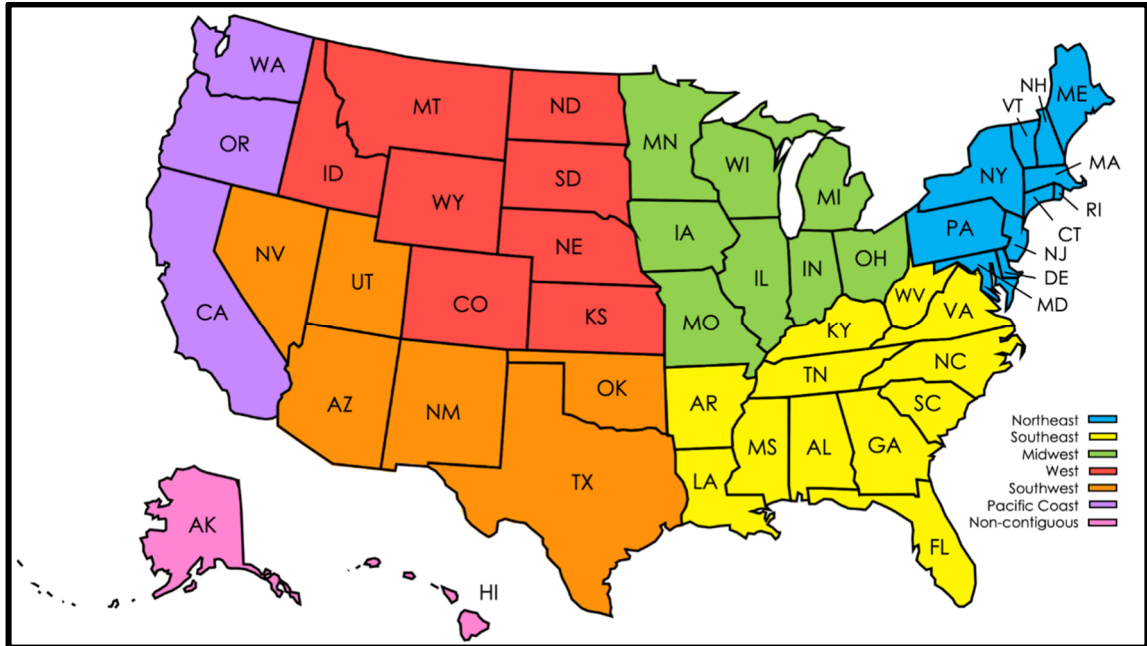 WA
OR
CA
ID
MT
WY
NV
UT
CO
AZ
NM
ND
SD
NE
KS
OK
TX
MN
IA
MO
WI
IL
MI
IN
OH
KY
TN
AR
LA
MS
AL
GA
FL
SC
NC
VA
WV
PA
NY
VT
NH
ME
MA
RI
CT
NJ
DE
MD
AK
HI
Northeast
Southeast
Midwest
West
Southwest
Pacific Coast
Non-contiguous